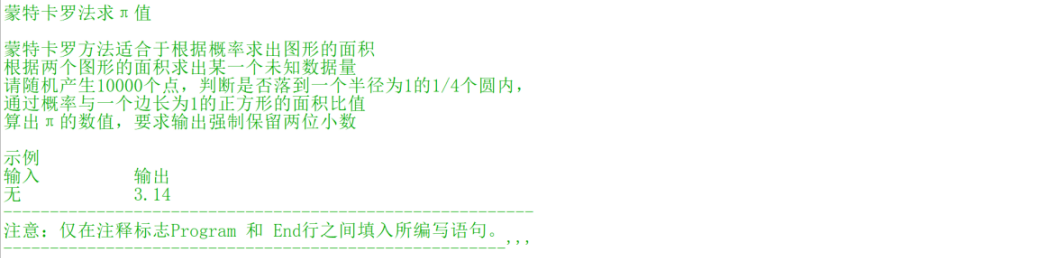 蒙特卡罗法求π值
蒙特卡罗方法适合于根据概率求出图形的面积
根据两个图形的面积求出某一个未知数据量
请随机产生10000个点，判断是否落到一个半径为1的1/4个圆内，
通过概率与一个边长为1的正方形的面积比值
算出π的数值，要求输出强制保留两位小数
示例
输入 输出
无 3.14
----------------------------------------------------------
注意：仅在注释标志Program 和 End行之间填入所编写语句。
-------------------------------------------------------'''